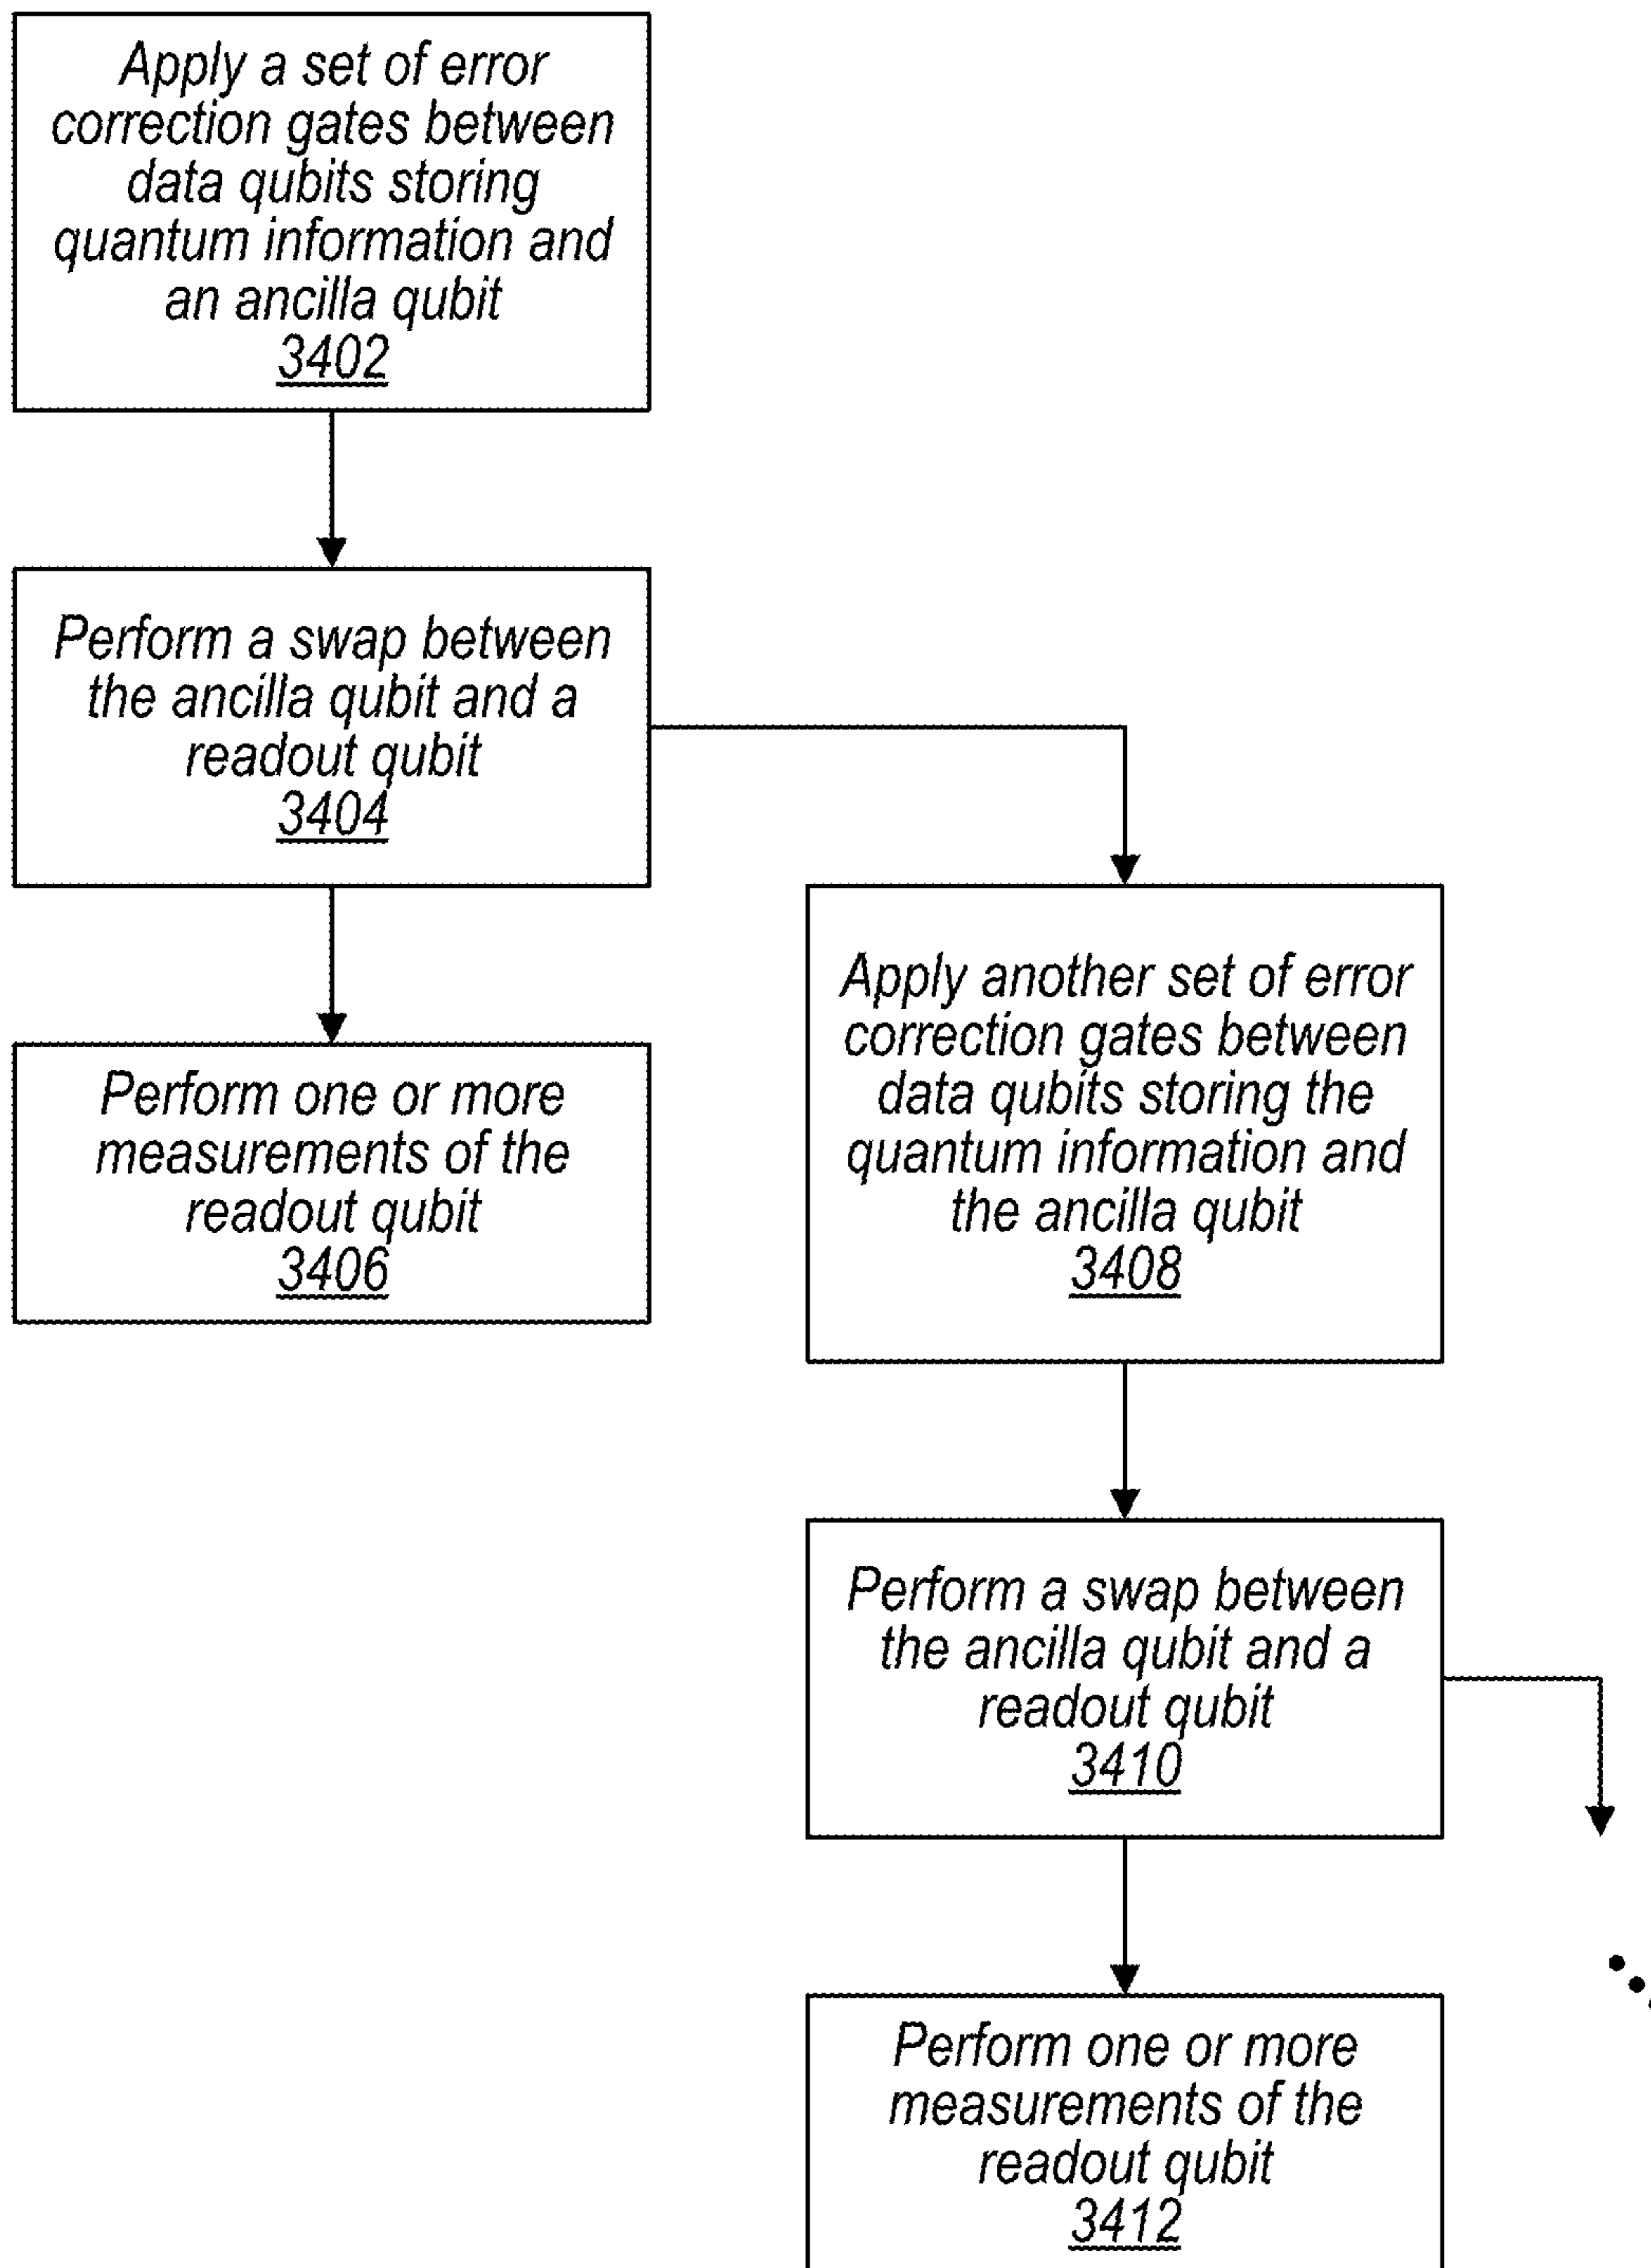 Apply a set of error
correction gates between
data qubits storing
quantum information and
an ancilla qubit
3402
Perform a swap between
the ancilla qubit and a
readout qubit
3404
Perform one or more
measurements of the
readout qubit
3406
Apply another set of error
correction gates between
data qubits storing the
quantum information and
the ancilla qubit
3408
Perform a swap between
the ancilla qubit and a
readout qubit
3410
Perform one or more
measurements of the
readout qubit
3412